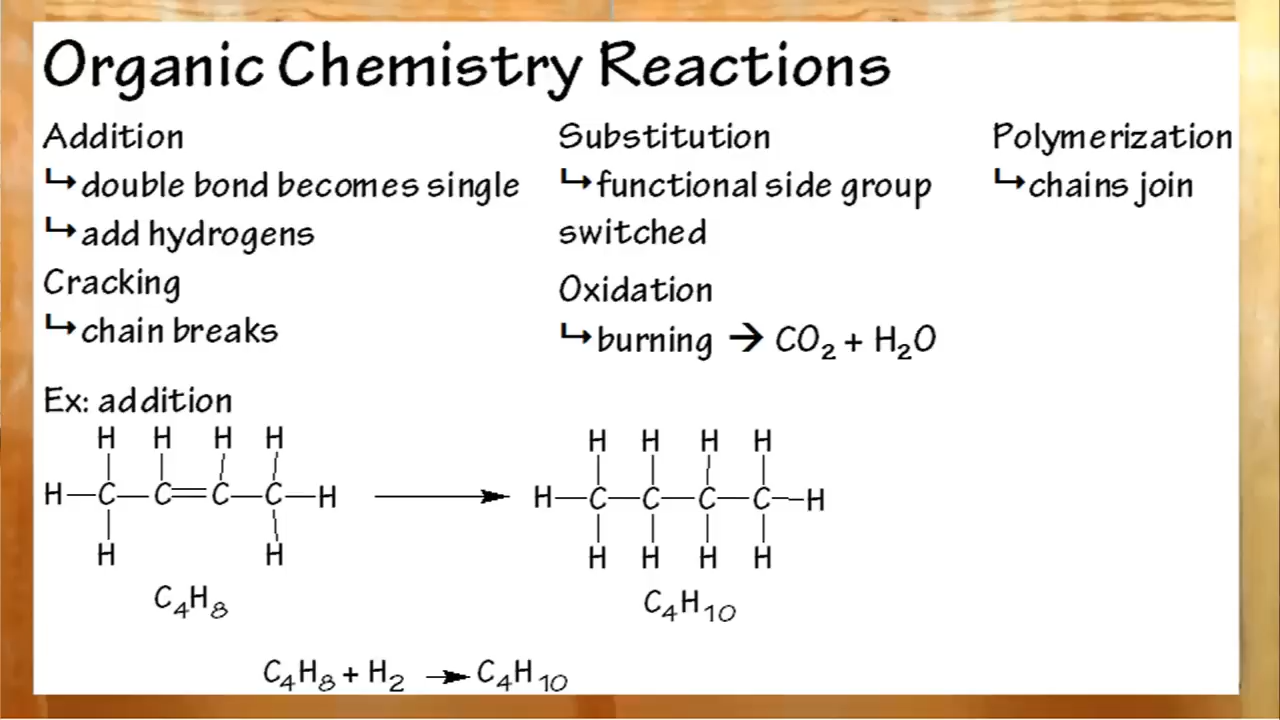 Organic Chemistry Reactions
Addition
↳double bond becomes single
↳add hydrogens
Cracking
↳chain breaks
Substitution
↳functional side group
switched
Oxidation
↳burning → CO₂ + H₂O
Polymerization
↳chains join
Ex: addition
H H H H
H—C—C=C—C—H
H H
C₄H₈
H H H H
H—C—C—C—C—H
H H H H
C₄H₁₀
C₄H₈ + H₂ → C₄H₁₀